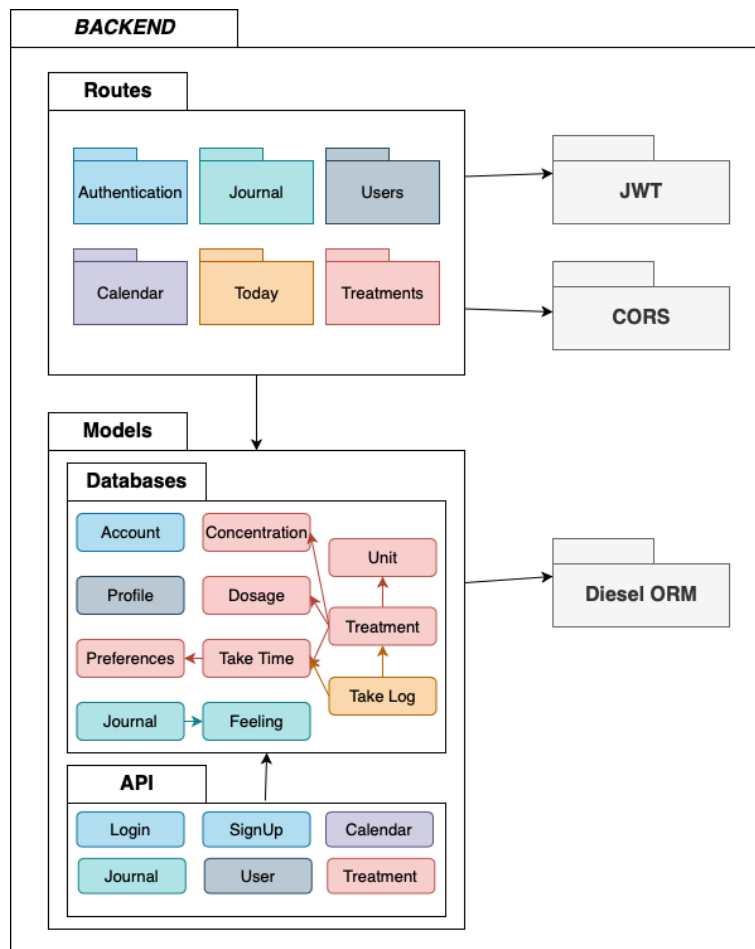 BACKEND
Routes
Authentication
Journal
Users
JWT
Calendar
Today
Treatments
CORS
Models
Databases
Account
Concentration
Unit
Profile
Dosage
Treatment
Diesel ORM
Preferences
Take Time
Take Log
Journal
Feeling
API
Login
SignUp
Calendar
Journal
User
Treatment